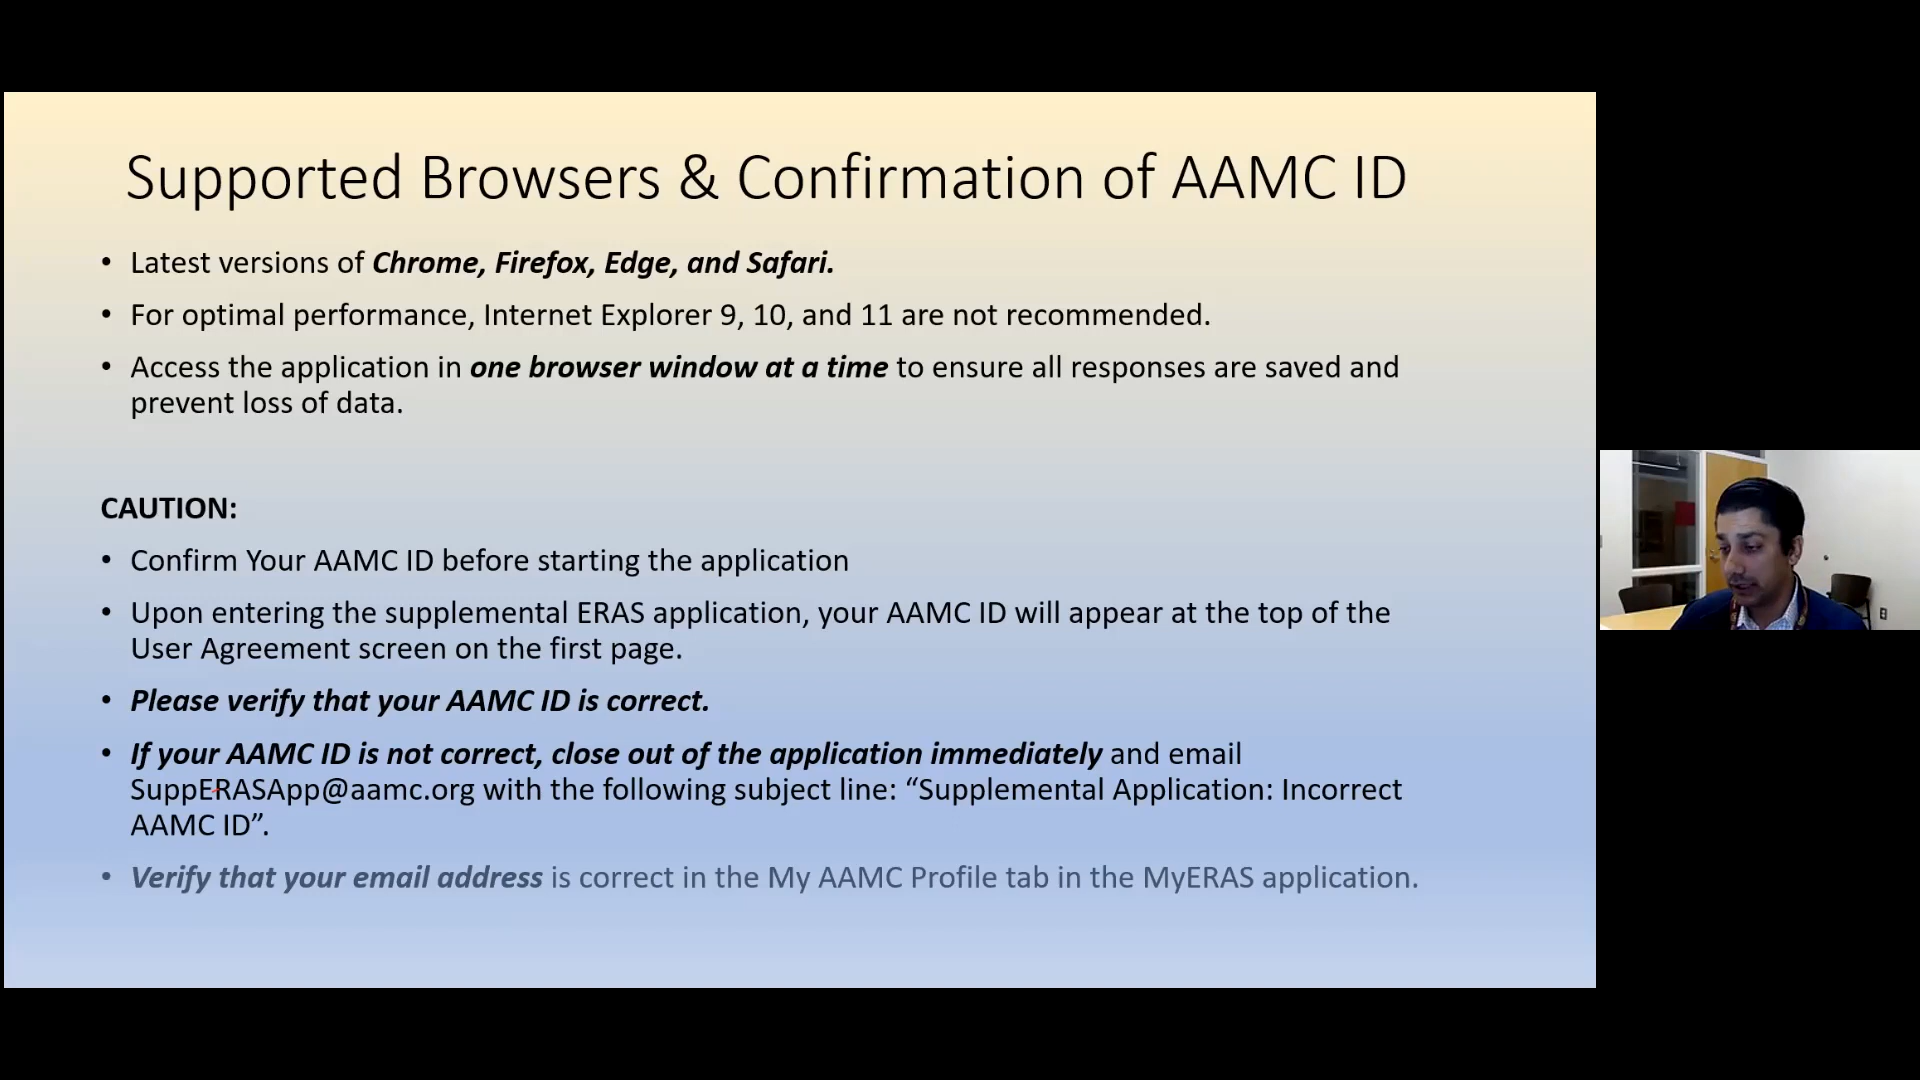 Supported Browsers & Confirmation of AAMC ID
• Latest versions of Chrome, Firefox, Edge, and Safari.
• For optimal performance, Internet Explorer 9, 10, and 11 are not recommended.
• Access the application in one browser window at a time to ensure all responses are saved and
prevent loss of data.
CAUTION:
• Confirm Your AAMC ID before starting the application
• Upon entering the supplemental ERAS application, your AAMC ID will appear at the top of the
User Agreement screen on the first page.
• Please verify that your AAMC ID is correct.
• If your AAMC ID is not correct, close out of the application immediately and email
SuppERASApp@aamc.org with the following subject line: “Supplemental Application: Incorrect
AAMC ID”.
• Verify that your email address is correct in the My AAMC Profile tab in the MyERAS application.